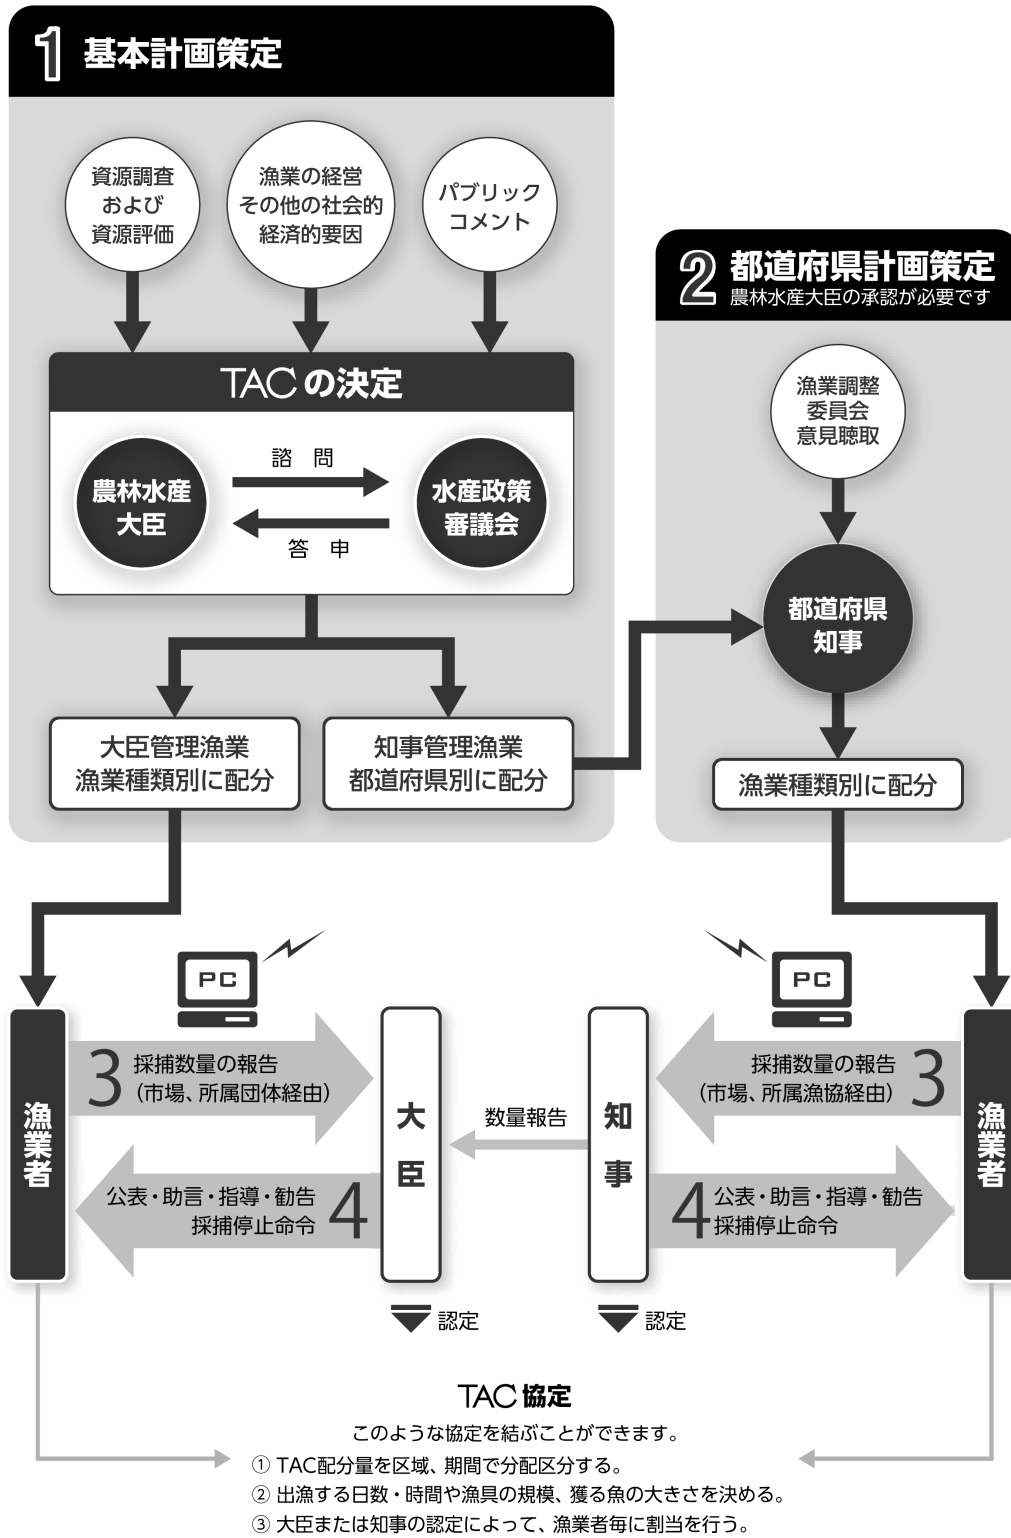 1 基本計画策定
資源調査
および
資源評価
漁業の経営
その他の社会的
経済的要因
パブリック
コメント
TACの決定
農林水産
大臣
諮 問
答 申
水産政策
審議会
大臣管理漁業
漁業種類別に配分
知事管理漁業
都道府県別に配分
2 都道府県計画策定
農林水産大臣の承認が必要です
漁業調整
委員会
意見聴取
都道府県
知事
漁業種類別に配分
PC
PC
漁業者
3 採捕数量の報告
（市場、所属団体経由）
公表・助言・指導・勧告
採捕停止命令 4
大臣
数量報告
知事
採捕数量の報告 3
（市場、所属漁協経由）
4 公表・助言・指導・勧告
採捕停止命令
漁業者
認定
認定
TAC協定
このような協定を結ぶことができます。
① TAC配分量を区域、期間で分配区分する。
② 出漁する日数・時間や漁具の規模、獲る魚の大きさを決める。
③ 大臣または知事の認定によって、漁業者毎に割当を行う。